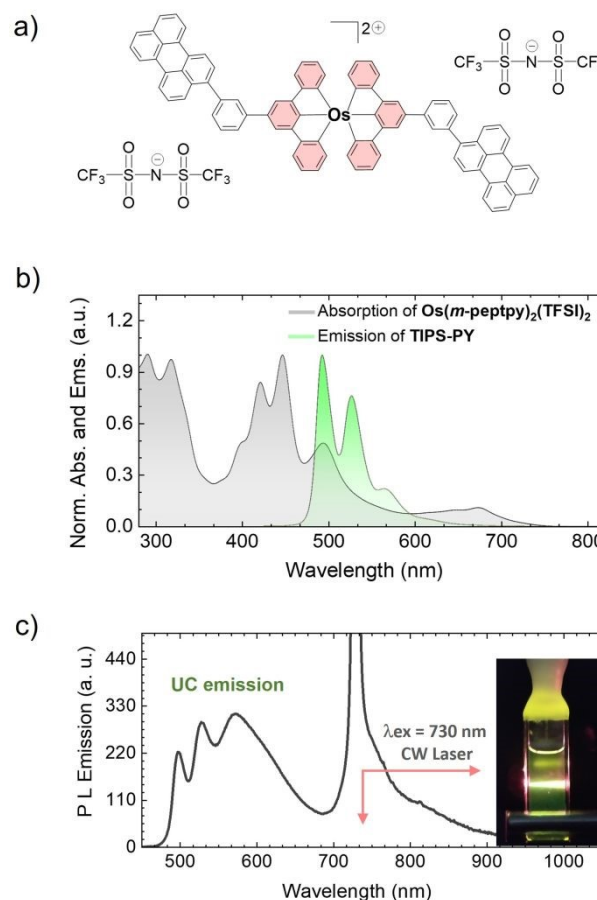 a)
2⊕
O O
⊖
O O
CF₃ S N S CF
O O
Os
O O
⊖
O O
CF₃ S N S CF₃
O O
b)
Norm. Abs. and Ems. (a.u.)
1.2
0.9
0.6
0.3
0.0
Absorption of Os(m-peptpy)₂(TFSI)₂
Emission of TIPS-PY
300 400 500 600 700 800
Wavelength (nm)
c)
P L Emission (a. u.)
440
330
220
110
0
UC emission
λex = 730 nm
CW Laser
500 600 700 800 900 1000
Wavelength (nm)